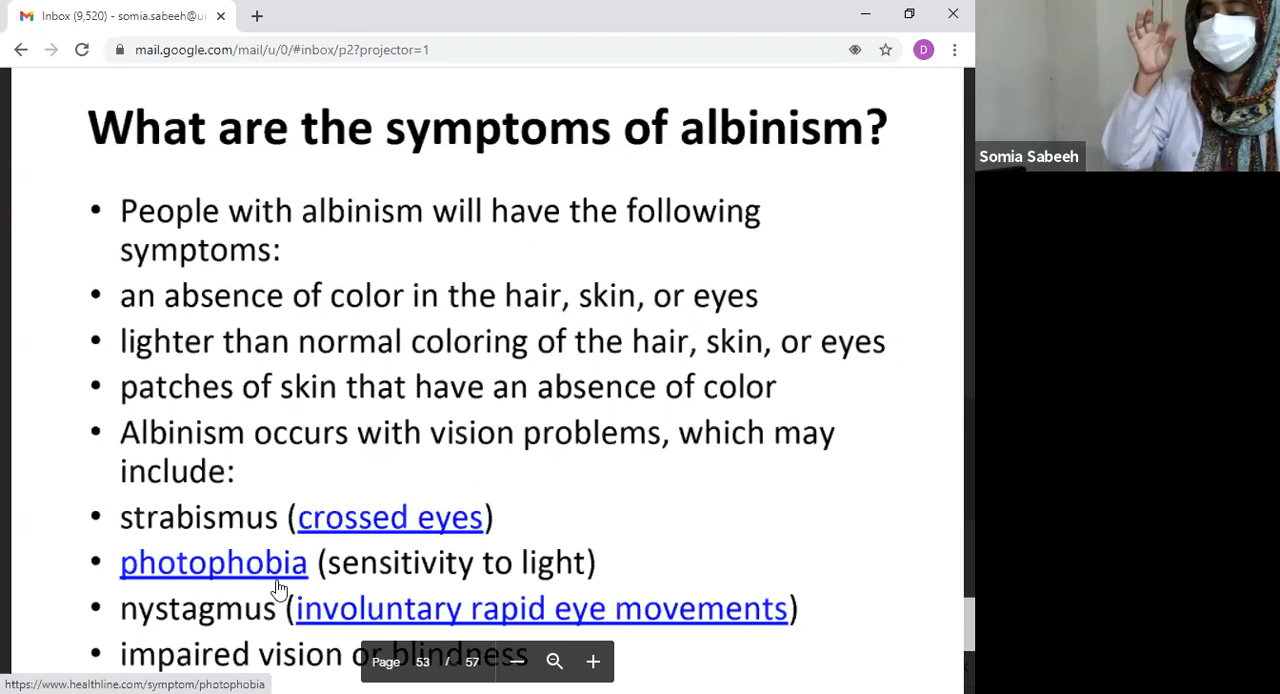 Inbox (9,520) - somia.sabeeh@u
mail.google.com/mail/u/0/#inbox/p2?projector=1
D
What are the symptoms of albinism?
Somia Sabeeh
• People with albinism will have the following
symptoms:
• an absence of color in the hair, skin, or eyes
• lighter than normal coloring of the hair, skin, or eyes
• patches of skin that have an absence of color
• Albinism occurs with vision problems, which may
include:
• strabismus (crossed eyes)
• photophobia (sensitivity to light)
• nystagmus (involuntary rapid eye movements)
• impaired vision or blindness
Page 53 / 57
https://www.healthline.com/symptom/photophobia